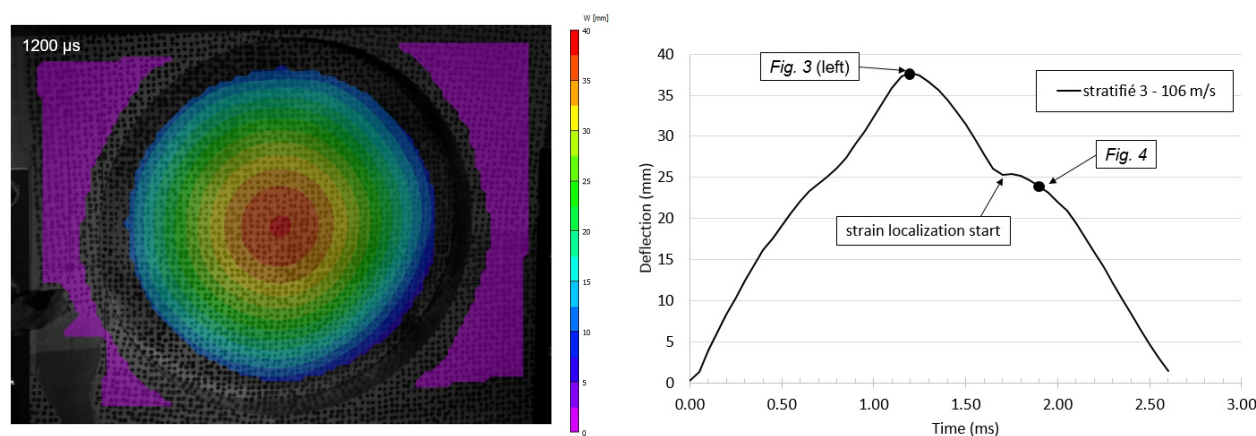 1200 µs
W [mm]
40
35
30
25
20
15
10
5
0
40
35
30
25
20
15
10
5
0
Deflection (mm)
Fig. 3 (left)
stratifié 3 - 106 m/s
Fig. 4
strain localization start
0.00 0.50 1.00 1.50 2.00 2.50 3.00
Time (ms)